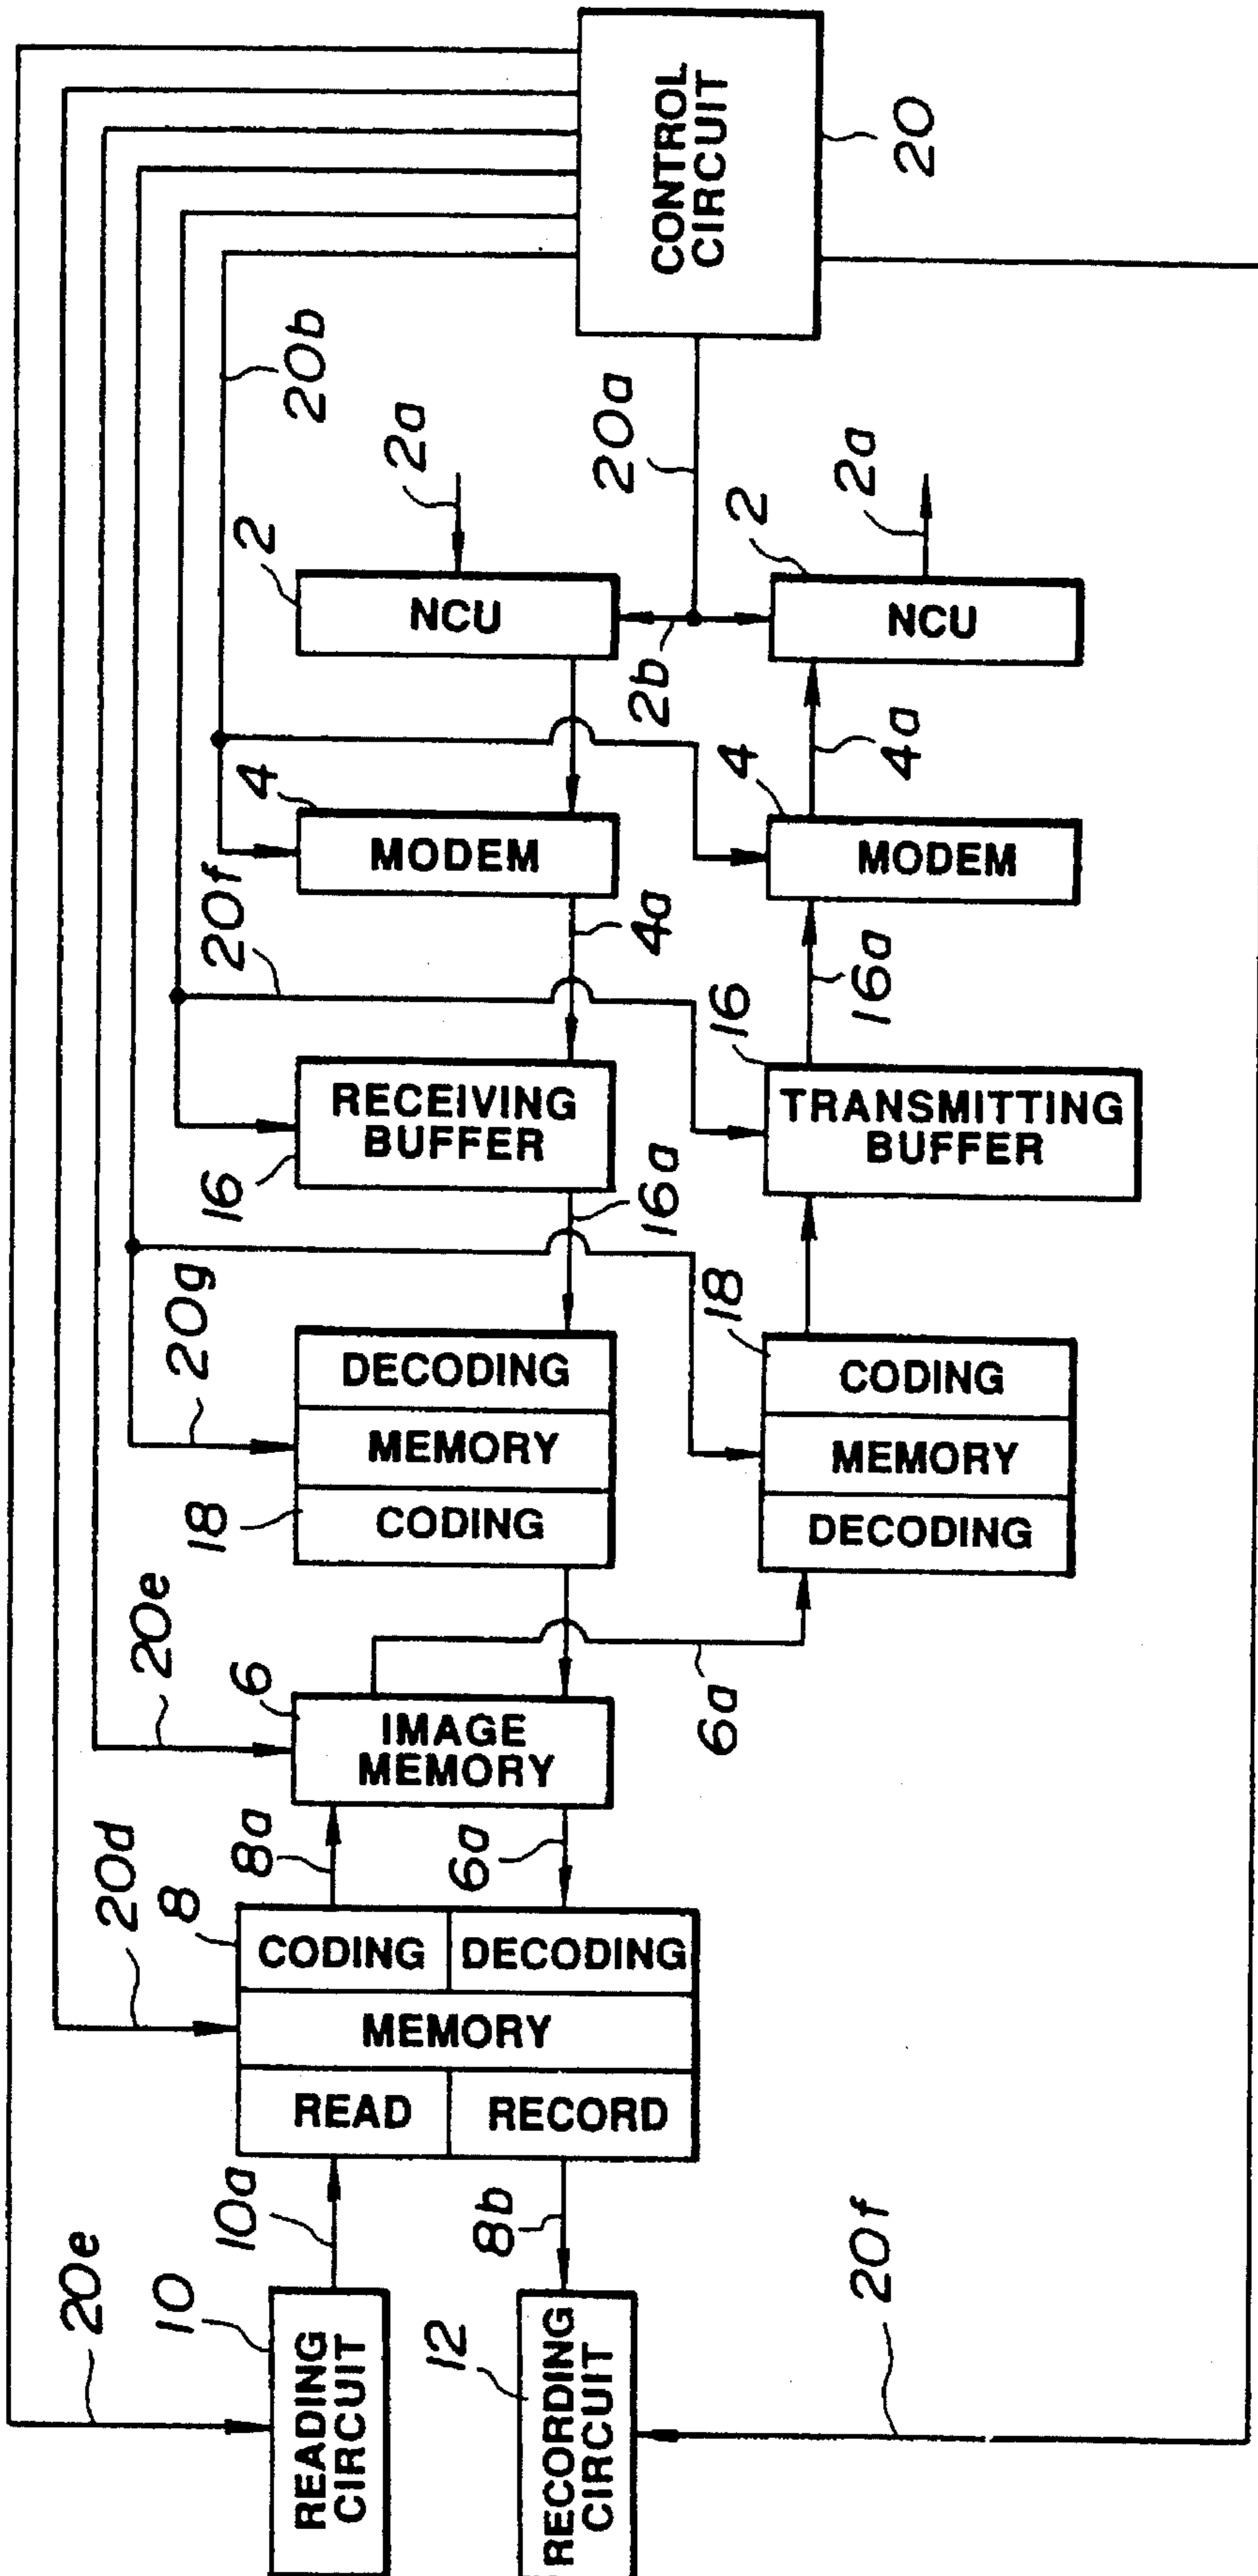 20e
10
READING
CIRCUIT
10a
12
RECORDING
CIRCUIT
8b
20f
20d
8
CODING
DECODING
MEMORY
READ
RECORD
8a
6a
20e
6
IMAGE
MEMORY
6a
20g
18
DECODING
MEMORY
CODING
18
CODING
MEMORY
DECODING
16
RECEIVING
BUFFER
16a
20f
16
TRANSMITTING
BUFFER
16a
4
MODEM
4a
4
MODEM
4a
2
NCU
2a
2b
2
NCU
2a
20b
20a
CONTROL
CIRCUIT
20